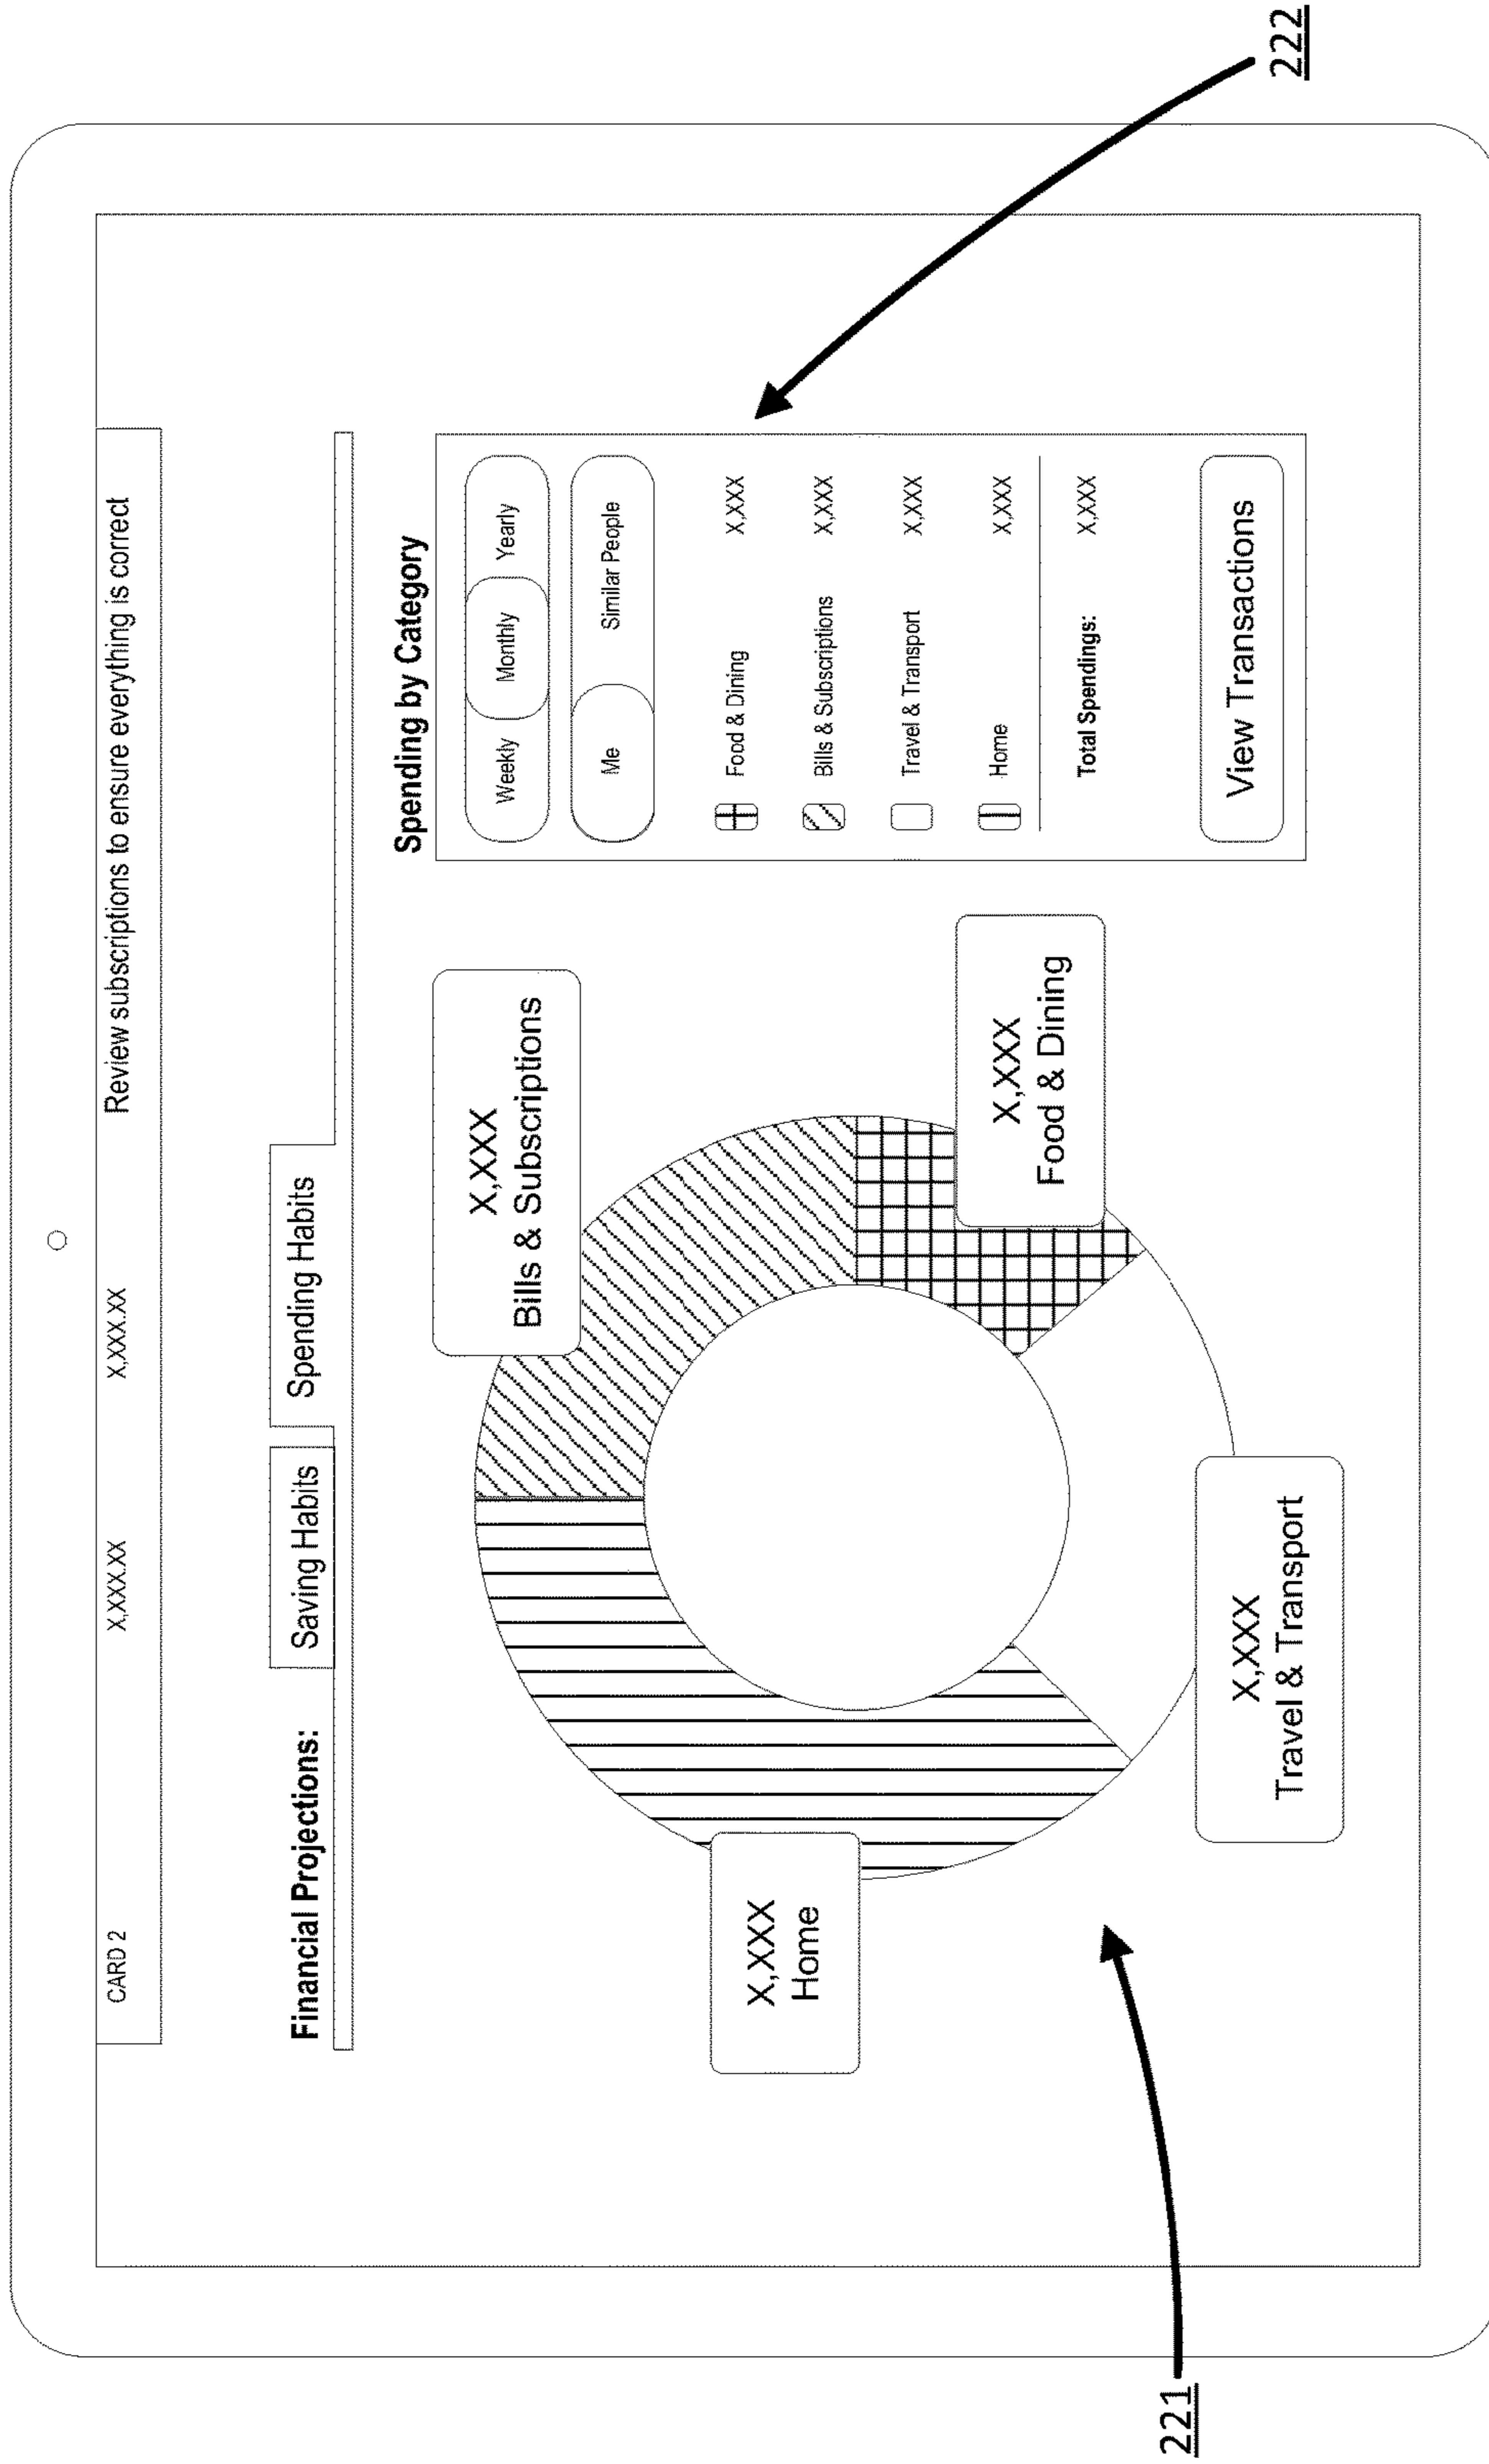 CARD 2 X,XXX.XX X,XXX.XX Review subscriptions to ensure everything is correct
Financial Projections: Saving Habits Spending Habits
Spending by Category
Weekly Monthly Yearly
Me Similar People
Food & Dining X,XXX
Bills & Subscriptions X,XXX
Travel & Transport X,XXX
Home X,XXX
Total Spendings: X,XXX
View Transactions
X,XXX
Bills & Subscriptions
X,XXX
Home
X,XXX
Food & Dining
X,XXX
Travel & Transport
221
222